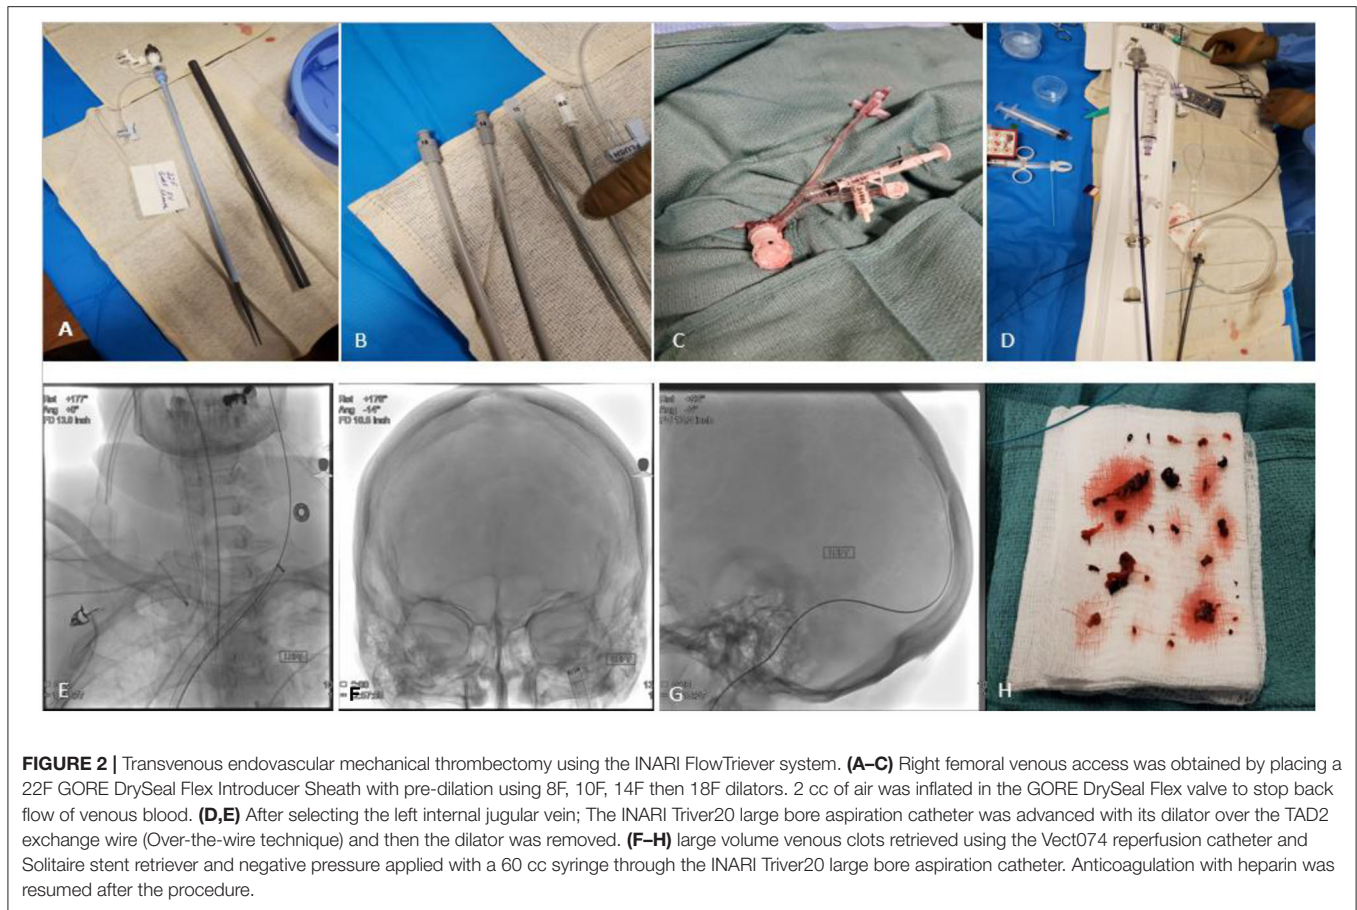 A
B
C
D
FLUSH
E
F
G
H
FIGURE 2 | Transvenous endovascular mechanical thrombectomy using the INARI FlowTriever system. (A–C) Right femoral venous access was obtained by placing a
22F GORE DrySeal Flex Introducer Sheath with pre-dilation using 8F, 10F, 14F then 18F dilators. 2 cc of air was inflated in the GORE DrySeal Flex valve to stop back
flow of venous blood. (D,E) After selecting the left internal jugular vein; The INARI Triver20 large bore aspiration catheter was advanced with its dilator over the TAD2
exchange wire (Over-the-wire technique) and then the dilator was removed. (F–H) large volume venous clots retrieved using the Vect074 reperfusion catheter and
Solitaire stent retriever and negative pressure applied with a 60 cc syringe through the INARI Triver20 large bore aspiration catheter. Anticoagulation with heparin was
resumed after the procedure.